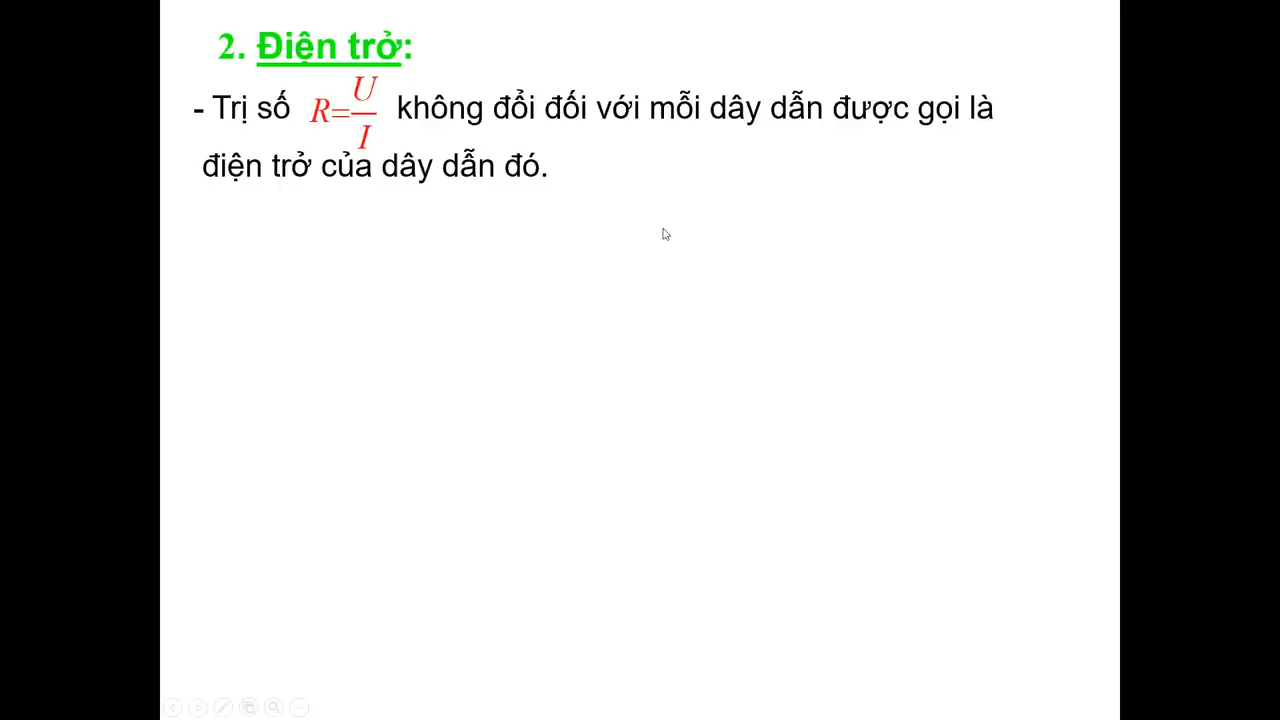 2. Điện trở:
- Trị số R=U/I không đổi đối với mỗi dây dẫn được gọi là
điện trở của dây dẫn đó.